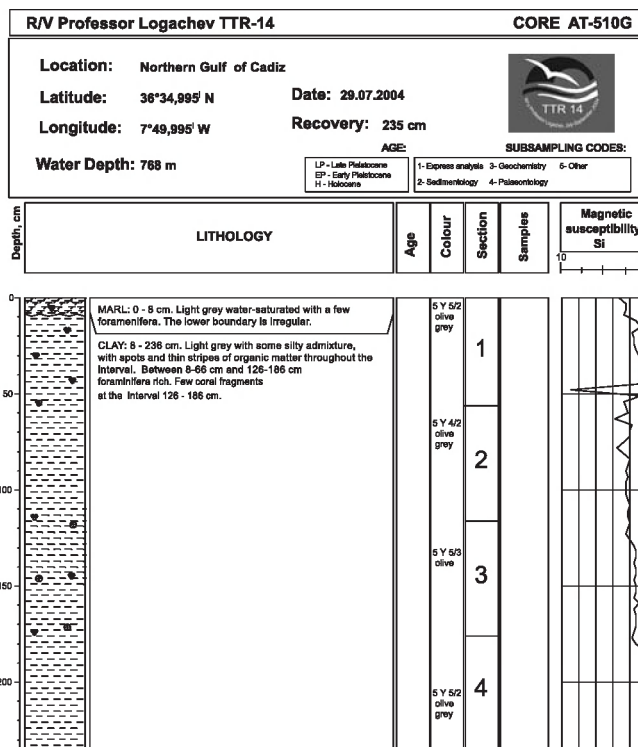 R/V Professor Logachev TTR-14 CORE AT-510G
Location: Northern Gulf of Cadiz
Latitude: 36°34,995' N Date: 29.07.2004
Longitude: 7°49,995' W Recovery: 235 cm
TTR 14
Water Depth: 768 m
AGE: SUBSAMPLING CODES:
LP - Late Pleistocene
EP - Early Pleistocene
H - Holocene
1- Express analysis 3- Geochemistry 6- Other
2- Sedimentology 4- Palaeontology
Depth, cm
LITHOLOGY
Age
Colour
Section
Samples
Magnetic
susceptibility
Si
10
0
MARL: 0 - 8 cm. Light grey water-saturated with a few
foramenifera. The lower boundary is irregular.
CLAY: 8 - 236 cm. Light grey with some silty admixture,
with spots and thin stripes of organic matter throughout the
interval. Between 8-66 cm and 126-186 cm
foraminifera rich. Few coral fragments
at the interval 126 - 186 cm.
5 Y 5/2
olive
grey
1
50
5 Y 4/2
olive
grey
2
100
5 Y 5/3
olive
3
150
200
5 Y 5/2
olive
grey
4